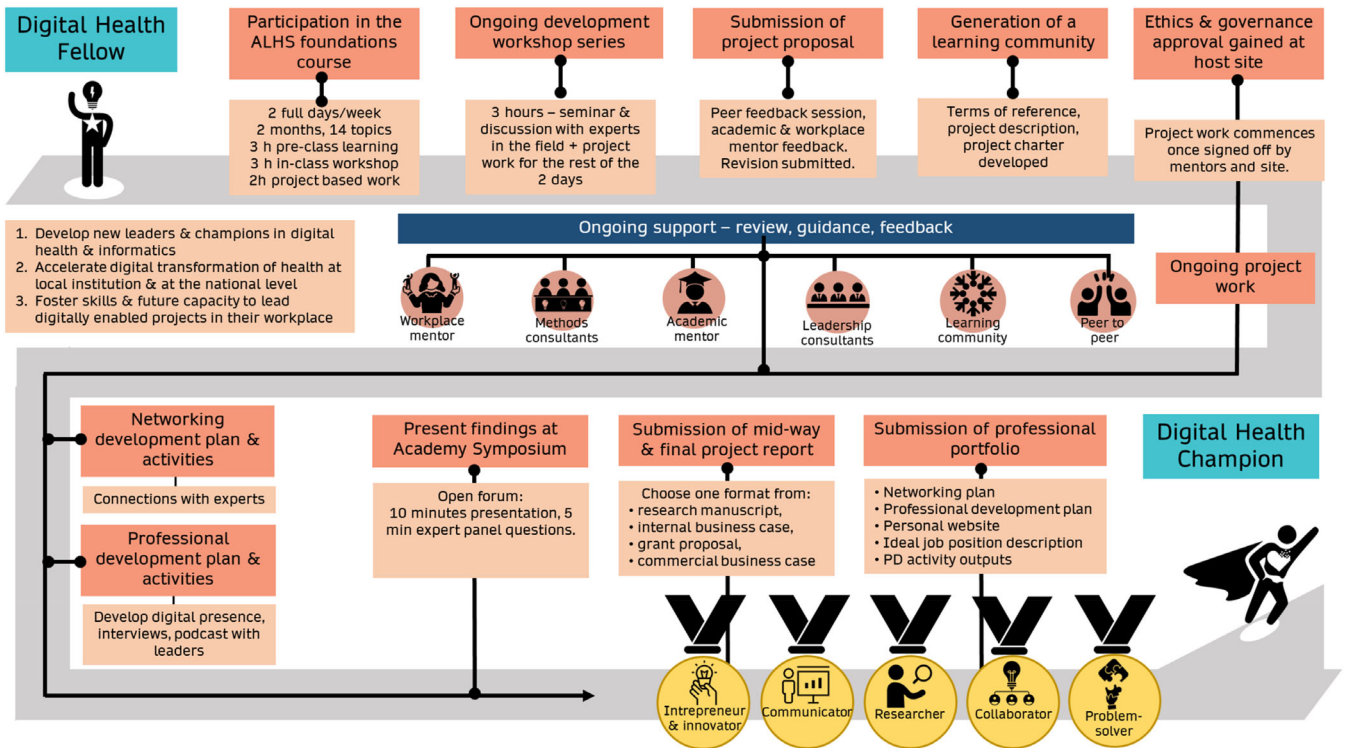 Digital Health
Fellow
Participation in the
ALHS foundations
course
2 full days/week
2 months, 14 topics
3 h pre-class learning
3 h in-class workshop
2h project based work
Ongoing development
workshop series
3 hours – seminar &
discussion with experts
in the field + project
work for the rest of the
2 days
Submission of
project proposal
Peer feedback session,
academic & workplace
mentor feedback.
Revision submitted.
Generation of a
learning community
Terms of reference,
project description,
project charter
developed
Ethics & governance
approval gained at
host site
Project work commences
once signed off by
mentors and site.
1. Develop new leaders & champions in digital
health & informatics
2. Accelerate digital transformation of health at
local institution & at the national level
3. Foster skills & future capacity to lead
digitally enabled projects in their workplace
Ongoing support – review, guidance, feedback
Workplace
mentor
Methods
consultants
Academic
mentor
Leadership
consultants
Learning
community
Peer to
peer
Ongoing project
work
Networking
development plan &
activities
Connections with experts
Professional
development plan &
activities
Develop digital presence,
interviews, podcast with
leaders
Present findings at
Academy Symposium
Open forum:
10 minutes presentation, 5
min expert panel questions.
Submission of mid-way
& final project report
Choose one format from:
• research manuscript,
• internal business case,
• grant proposal,
• commercial business case
Submission of professional
portfolio
• Networking plan
• Professional development plan
• Personal website
• Ideal job position description
• PD activity outputs
Digital Health
Champion
Intrepreneur
& innovator
Communicator
Researcher
Collaborator
Problem-
solver